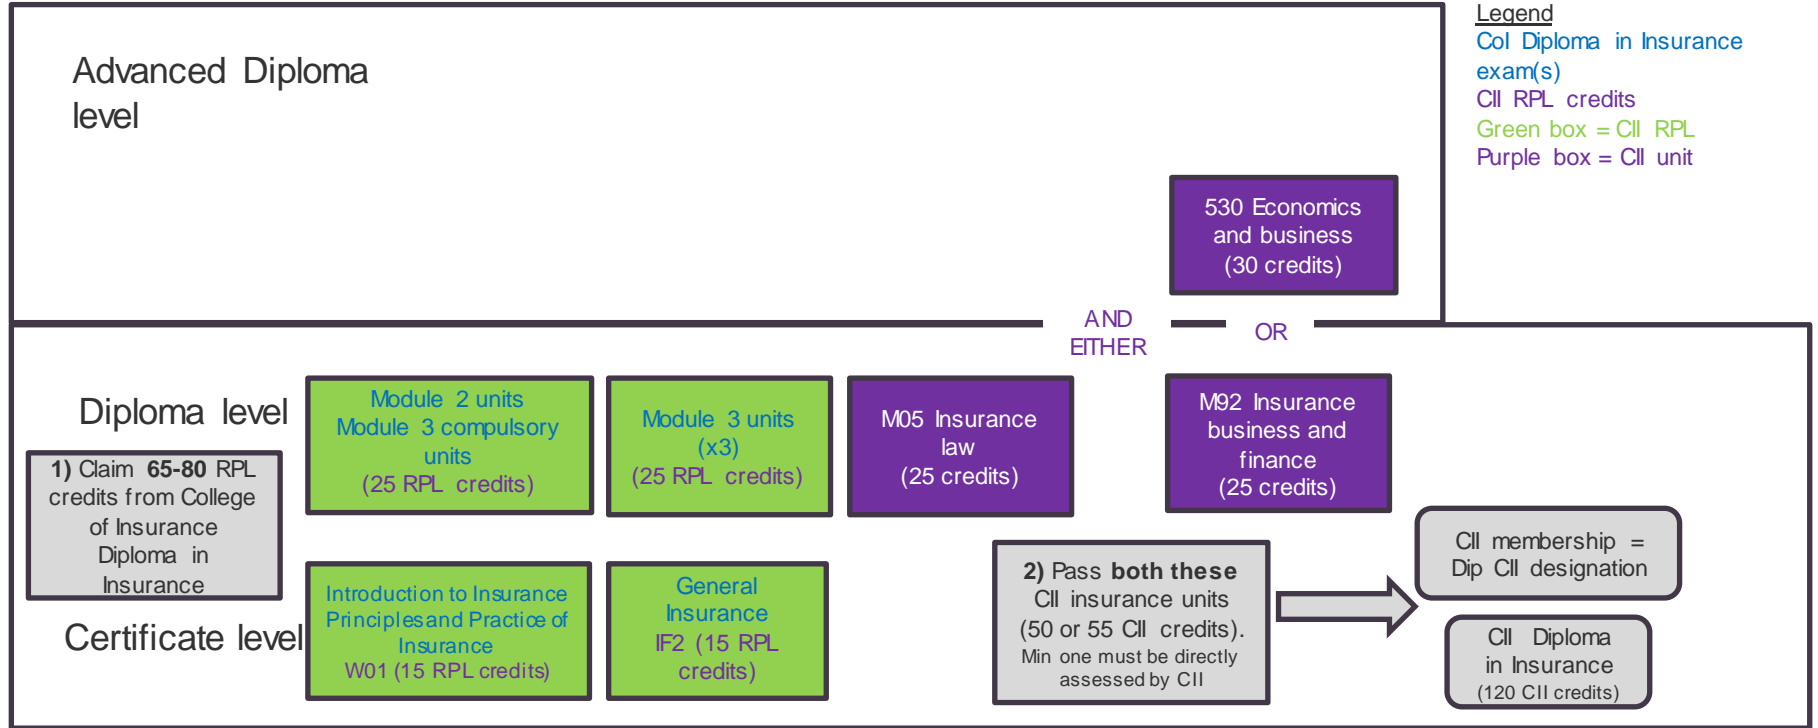 Legend
CoI Diploma in Insurance
exam(s)
CII RPL credits
Green box = CII RPL
Purple box = CII unit
Advanced Diploma
level
530 Economics
and business
(30 credits)
AND
EITHER
OR
Diploma level
Module 2 units
Module 3 compulsory
units
(25 RPL credits)
Module 3 units
(x3)
(25 RPL credits)
M05 Insurance
law
(25 credits)
M92 Insurance
business and
finance
(25 credits)
1) Claim 65-80 RPL
credits from College
of Insurance
Diploma in
Insurance
Certificate level
Introduction to Insurance
Principles and Practice of
Insurance
W01 (15 RPL credits)
General
Insurance
IF2 (15 RPL
credits)
2) Pass both these
CII insurance units
(50 or 55 CII credits).
Min one must be directly
assessed by CII
CII membership =
Dip CII designation
CII Diploma
in Insurance
(120 CII credits)